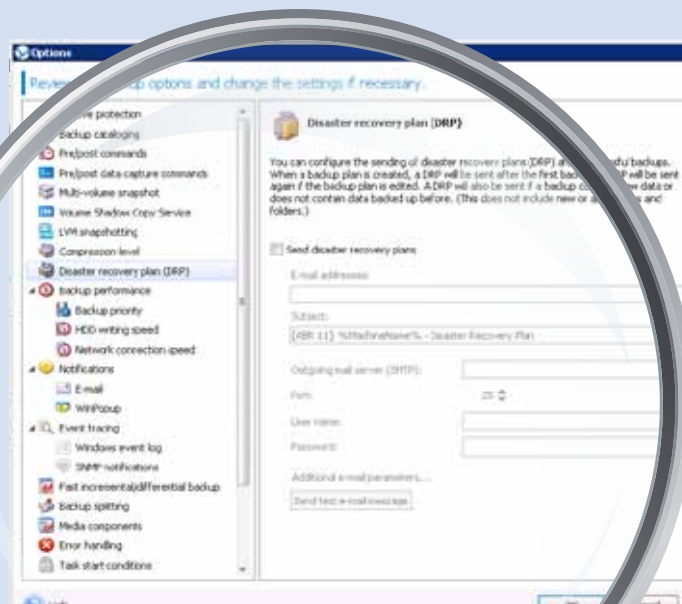 Options
Review up options and change the settings if necessary.
ive protection
Backup cataloging
Pre/post commands
Pre/post data capture commands
Multi-volume snapshot
Volume Shadow Copy Service
LVM snapshotting
Compression level
Disaster recovery plan (DRP)
Backup performance
Backup priority
HDD writing speed
Network connection speed
Notifications
E-mail
WinPopup
Event tracing
Windows event log
SNMP notifications
Fast incremental/differential backup
Backup splitting
Media components
Error handling
Task start conditions
Disaster recovery plan (DRP)
You can configure the sending of disaster recovery plans (DRP) a ful backups.
When a backup plan is created, a DRP will be sent after the first back P will be sent
again if the backup plan is edited. A DRP will also be sent if a backup co w data or
does not contain data backed up before. (This does not include new or and
folders.)
Send disaster recovery plans
E-mail addresses:
Subject:
[ABR 11] %MachineName% - Disaster Recovery Plan
Outgoing mail server (SMTP):
Port:
25
User name:
Password:
Additional e-mail parameters...
Send test e-mail message